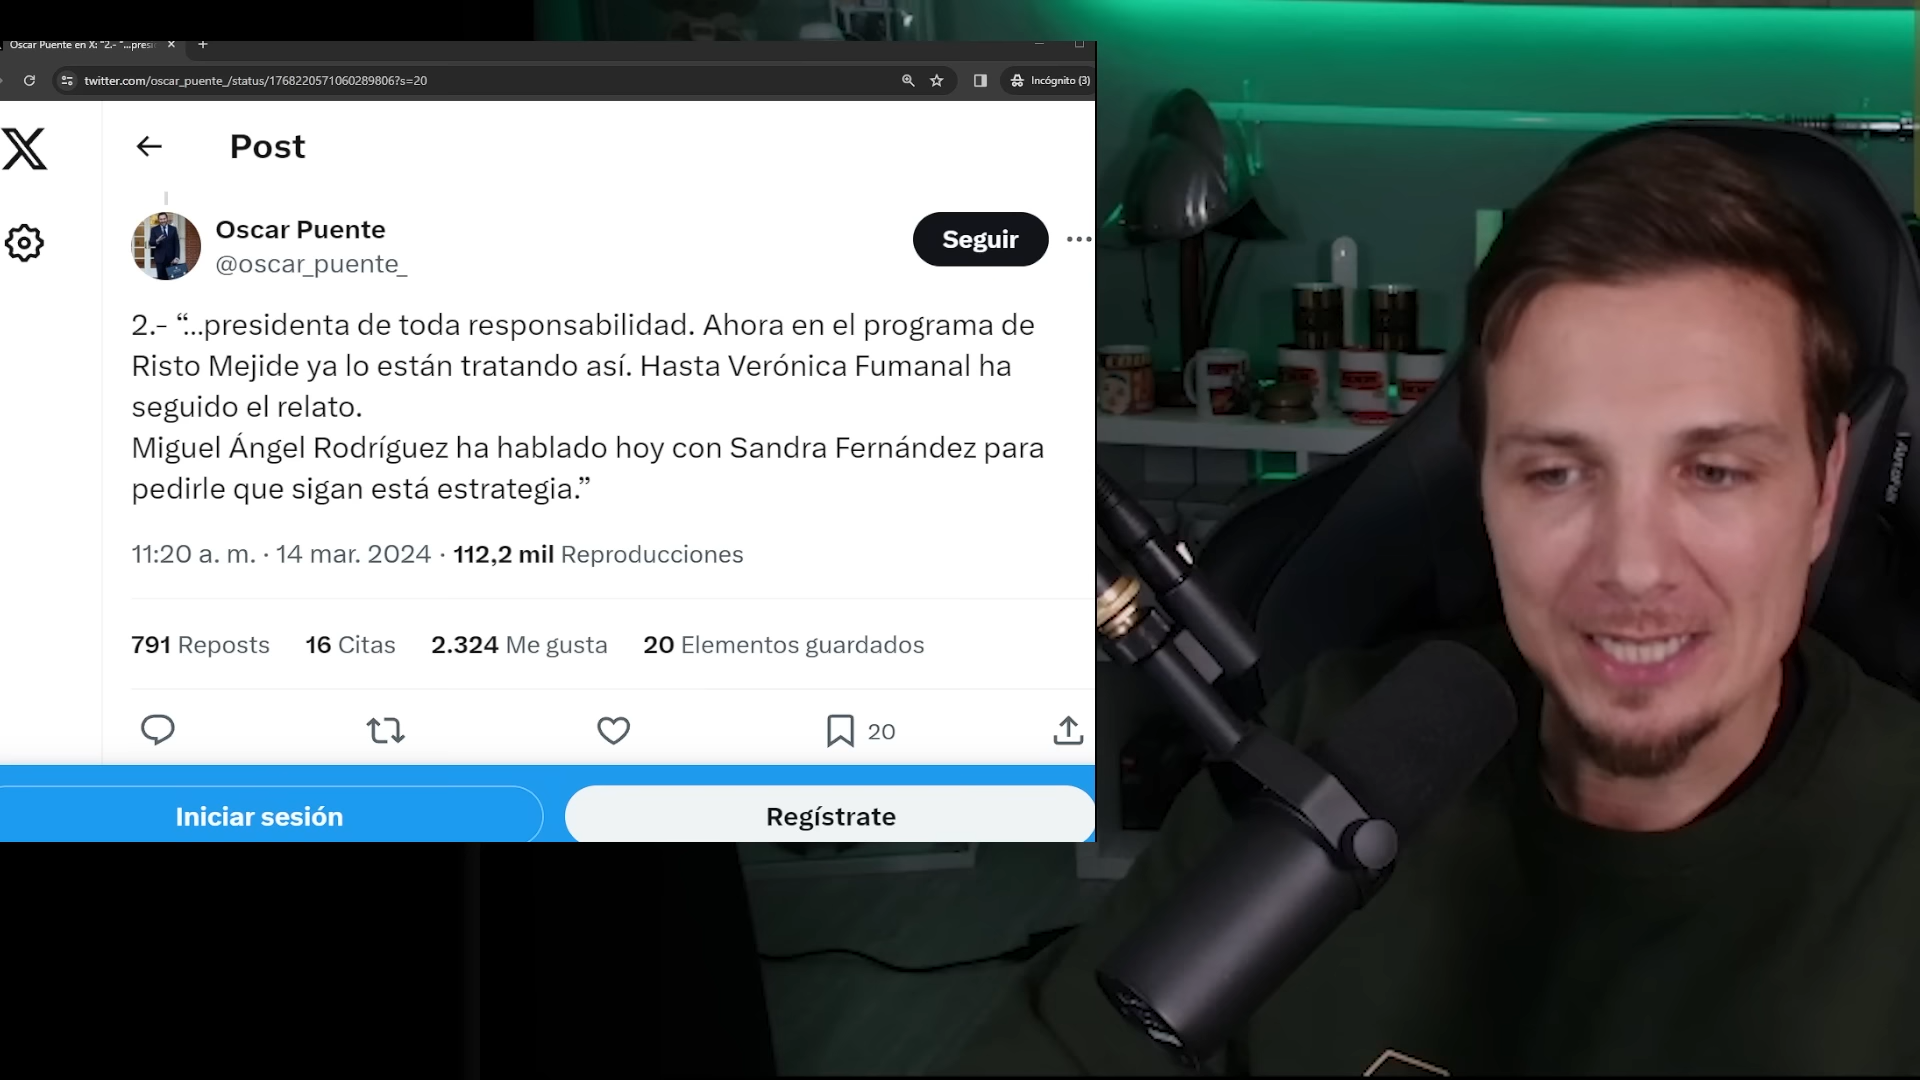 Oscar Puente en X: "2.- "...presi
twitter.com/oscar_puente_/status/1768220571060289806?s=20
Incógnito (3)
Post
Oscar Puente
@oscar_puente_
Seguir
2.- “...presidenta de toda responsabilidad. Ahora en el programa de
Risto Mejide ya lo están tratando así. Hasta Verónica Fumanal ha
seguido el relato.
Miguel Ángel Rodríguez ha hablado hoy con Sandra Fernández para
pedirle que sigan está estrategia.”
11:20 a. m. · 14 mar. 2024 · 112,2 mil Reproducciones
791 Reposts 16 Citas 2.324 Me gusta 20 Elementos guardados
20
Iniciar sesión
Regístrate